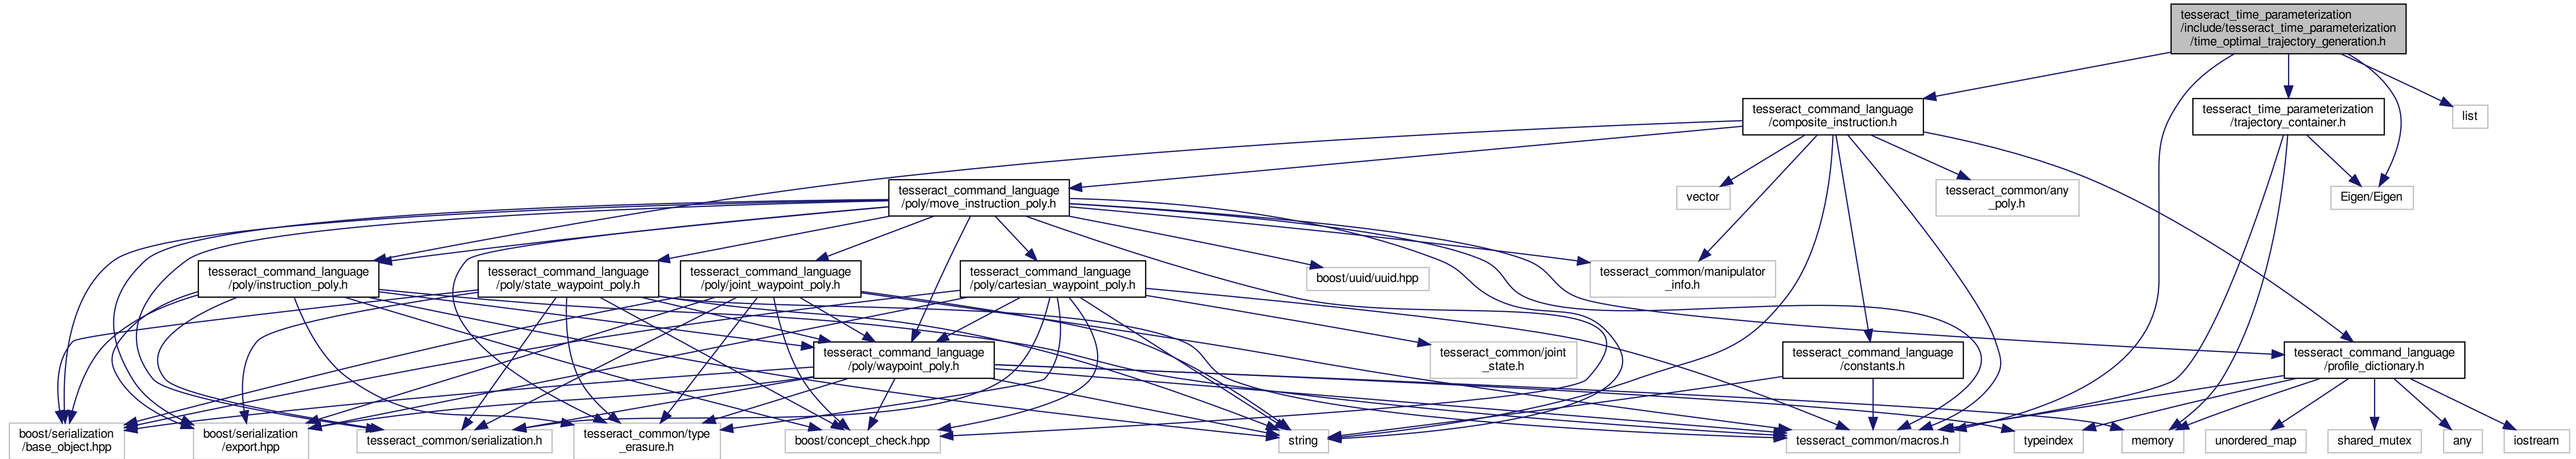 tesseract_time_parameterization
/include/tesseract_time_parameterization
/time_optimal_trajectory_generation.h
tesseract_command_language
/composite_instruction.h
tesseract_time_parameterization
/trajectory_container.h
list
tesseract_command_language
/poly/move_instruction_poly.h
vector
tesseract_common/any
_poly.h
Eigen/Eigen
tesseract_command_language
/poly/instruction_poly.h
tesseract_command_language
/poly/state_waypoint_poly.h
tesseract_command_language
/poly/joint_waypoint_poly.h
tesseract_command_language
/poly/cartesian_waypoint_poly.h
boost/uuid/uuid.hpp
tesseract_common/manipulator
_info.h
tesseract_command_language
/poly/waypoint_poly.h
tesseract_common/joint
_state.h
tesseract_command_language
/constants.h
tesseract_command_language
/profile_dictionary.h
boost/serialization
/base_object.hpp
boost/serialization
/export.hpp
tesseract_common/serialization.h
tesseract_common/type
_erasure.h
boost/concept_check.hpp
string
tesseract_common/macros.h
typeindex
memory
unordered_map
shared_mutex
any
iostream